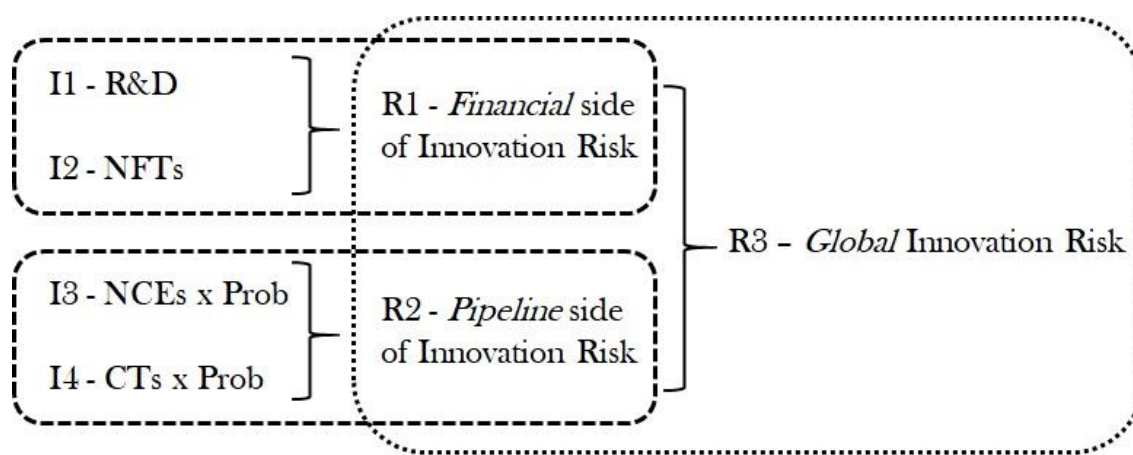 I1 - R&D
I2 - NFTs
R1 - Financial side
of Innovation Risk
I3 - NCEs x Prob
I4 - CTs x Prob
R2 - Pipeline side
of Innovation Risk
R3 – Global Innovation Risk